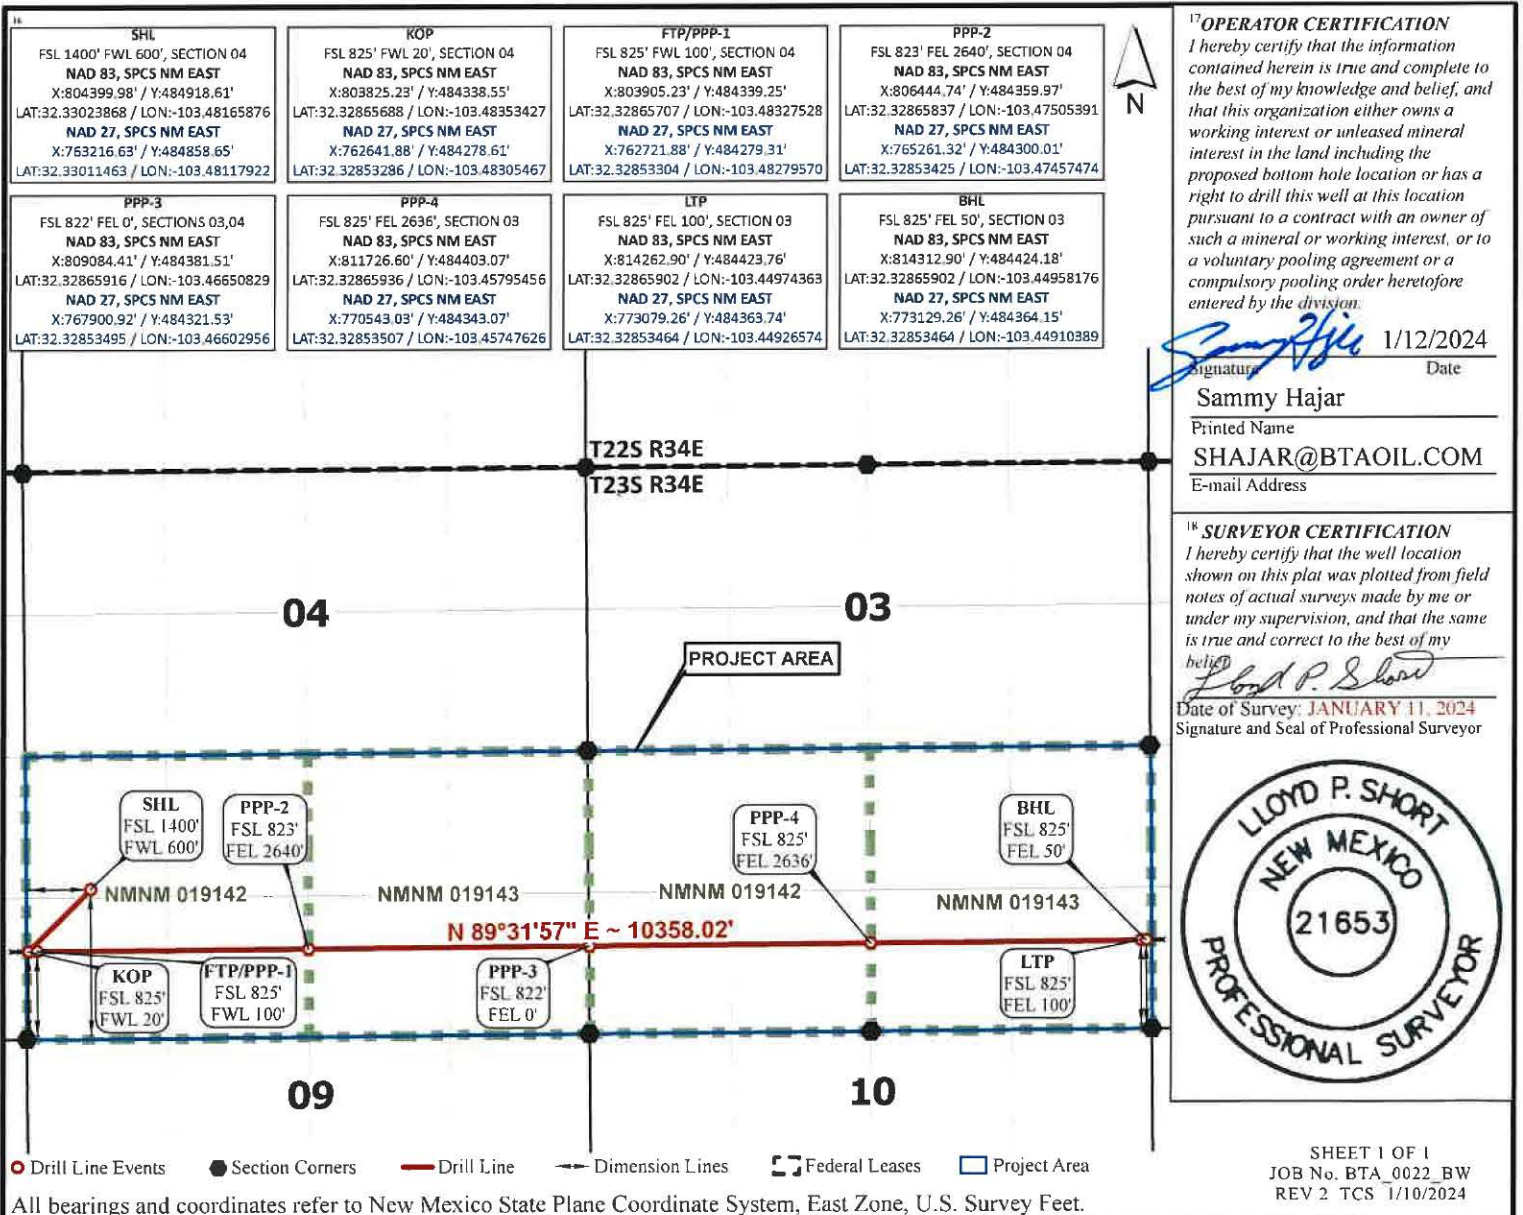 16
SHL
FSL 1400' FWL 600', SECTION 04
NAD 83, SPCS NM EAST
X:804399.98' / Y:484918.61'
LAT:32.33023868 / LON:-103.48165876
NAD 27, SPCS NM EAST
X:763216.63' / Y:484858.65'
LAT:32.33011463 / LON:-103.48117922
KOP
FSL 825' FWL 20', SECTION 04
NAD 83, SPCS NM EAST
X:803825.23' / Y:484338.55'
LAT:32.32865688 / LON:-103.48353427
NAD 27, SPCS NM EAST
X:762641.88' / Y:484278.61'
LAT:32.32853286 / LON:-103.48305467
FTP/PPP-1
FSL 825' FWL 100', SECTION 04
NAD 83, SPCS NM EAST
X:803905.23' / Y:484339.25'
LAT:32.32865707 / LON:-103.48327528
NAD 27, SPCS NM EAST
X:762721.88' / Y:484279.31'
LAT:32.32853304 / LON:-103.48279570
PPP-2
FSL 823' FEL 2640', SECTION 04
NAD 83, SPCS NM EAST
X:806444.74' / Y:484359.97'
LAT:32.32865837 / LON:-103.47505391
NAD 27, SPCS NM EAST
X:765261.32' / Y:484300.01'
LAT:32.32853425 / LON:-103.47457474
PPP-3
FSL 822' FEL 0', SECTIONS 03,04
NAD 83, SPCS NM EAST
X:809084.41' / Y:484381.51'
LAT:32.32865916 / LON:-103.46650829
NAD 27, SPCS NM EAST
X:767900.92' / Y:484321.53'
LAT:32.32853495 / LON:-103.46602956
PPP-4
FSL 825' FEL 2636', SECTION 03
NAD 83, SPCS NM EAST
X:811726.60' / Y:484403.07'
LAT:32.32865936 / LON:-103.45795456
NAD 27, SPCS NM EAST
X:770543.03' / Y:484343.07'
LAT:32.32853507 / LON:-103.45747626
LTP
FSL 825' FEL 100', SECTION 03
NAD 83, SPCS NM EAST
X:814262.90' / Y:484423.76'
LAT:32.32865902 / LON:-103.44974363
NAD 27, SPCS NM EAST
X:773079.26' / Y:484363.74'
LAT:32.32853464 / LON:-103.44926574
BHL
FSL 825' FEL 50', SECTION 03
NAD 83, SPCS NM EAST
X:814312.90' / Y:484424.18'
LAT:32.32865902 / LON:-103.44958176
NAD 27, SPCS NM EAST
X:773129.26' / Y:484364.15'
LAT:32.32853464 / LON:-103.44910389
N
T22S R34E
T23S R34E
04
03
PROJECT AREA
SHL
FSL 1400'
FWL 600'
PPP-2
FSL 823'
FEL 2640'
PPP-4
FSL 825'
FEL 2636'
BHL
FSL 825'
FEL 50'
NMNM 019142
NMNM 019143
NMNM 019142
NMNM 019143
N 89°31'57" E ~ 10358.02'
KOP
FSL 825'
FWL 20'
FTP/PPP-1
FSL 825'
FWL 100'
PPP-3
FSL 822'
FEL 0'
LTP
FSL 825'
FEL 100'
09
10
Drill Line Events
Section Corners
Drill Line
Dimension Lines
Federal Leases
Project Area
All bearings and coordinates refer to New Mexico State Plane Coordinate System, East Zone, U.S. Survey Feet.
17 OPERATOR CERTIFICATION
I hereby certify that the information
contained herein is true and complete to
the best of my knowledge and belief, and
that this organization either owns a
working interest or unleased mineral
interest in the land including the
proposed bottom hole location or has a
right to drill this well at this location
pursuant to a contract with an owner of
such a mineral or working interest, or to
a voluntary pooling agreement or a
compulsory pooling order heretofore
entered by the division.
Sammy Hajar
1/12/2024
Signature
Date
Sammy Hajar
Printed Name
SHAJAR@BTAOIL.COM
E-mail Address
18 SURVEYOR CERTIFICATION
I hereby certify that the well location
shown on this plat was plotted from field
notes of actual surveys made by me or
under my supervision, and that the same
is true and correct to the best of my
belief.
Lloyd P. Short
Date of Survey: JANUARY 11, 2024
Signature and Seal of Professional Surveyor
LLOYD P. SHORT
NEW MEXICO
21653
PROFESSIONAL SURVEYOR
SHEET 1 OF 1
JOB No. BTA_0022_BW
REV 2 TCS 1/10/2024